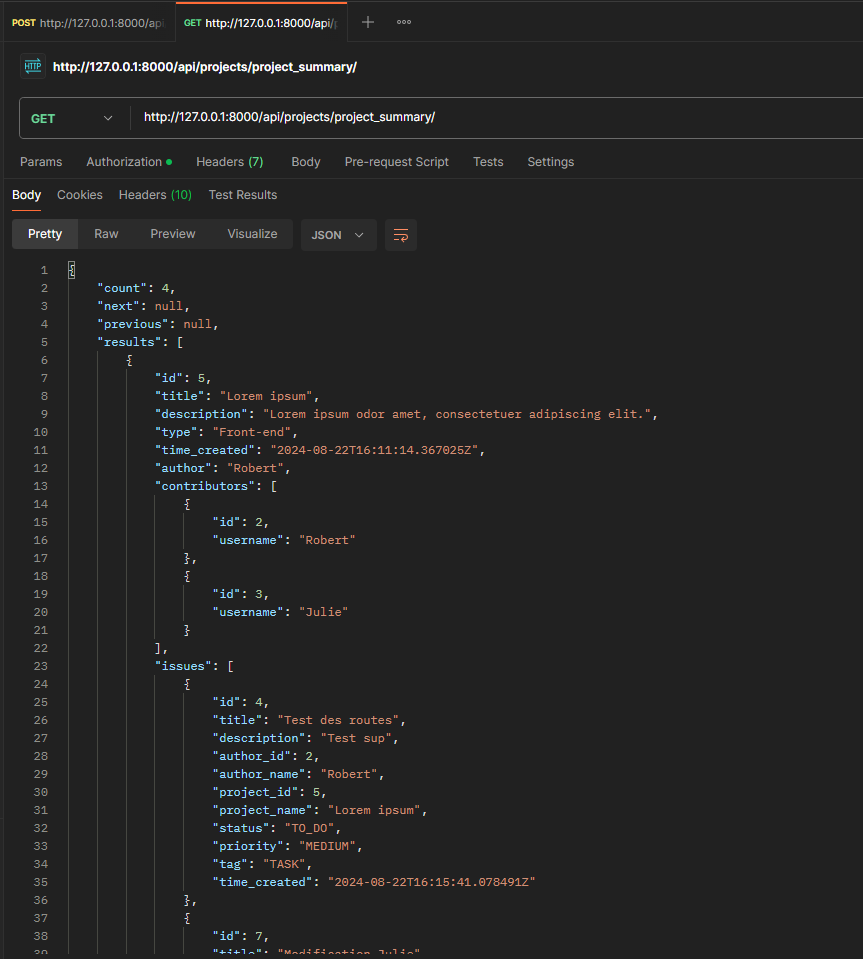 POST http://127.0.0.1:8000/api
GET http://127.0.0.1:8000/api/
HTTP http://127.0.0.1:8000/api/projects/project_summary/
GET http://127.0.0.1:8000/api/projects/project_summary/
Params Authorization Headers (7) Body Pre-request Script Tests Settings
Body Cookies Headers (10) Test Results
Pretty Raw Preview Visualize JSON
1 {
2 "count": 4,
3 "next": null,
4 "previous": null,
5 "results": [
6 {
7 "id": 5,
8 "title": "Lorem ipsum",
9 "description": "Lorem ipsum odor amet, consectetuer adipiscing elit.",
10 "type": "Front-end",
11 "time_created": "2024-08-22T16:11:14.367025Z",
12 "author": "Robert",
13 "contributors": [
14 {
15 "id": 2,
16 "username": "Robert"
17 },
18 {
19 "id": 3,
20 "username": "Julie"
21 }
22 ],
23 "issues": [
24 {
25 "id": 4,
26 "title": "Test des routes",
27 "description": "Test sup",
28 "author_id": 2,
29 "author_name": "Robert",
30 "project_id": 5,
31 "project_name": "Lorem ipsum",
32 "status": "TO_DO",
33 "priority": "MEDIUM",
34 "tag": "TASK",
35 "time_created": "2024-08-22T16:15:41.078491Z"
36 },
37 {
38 "id": 7,
39 "title": "Modification Julie"